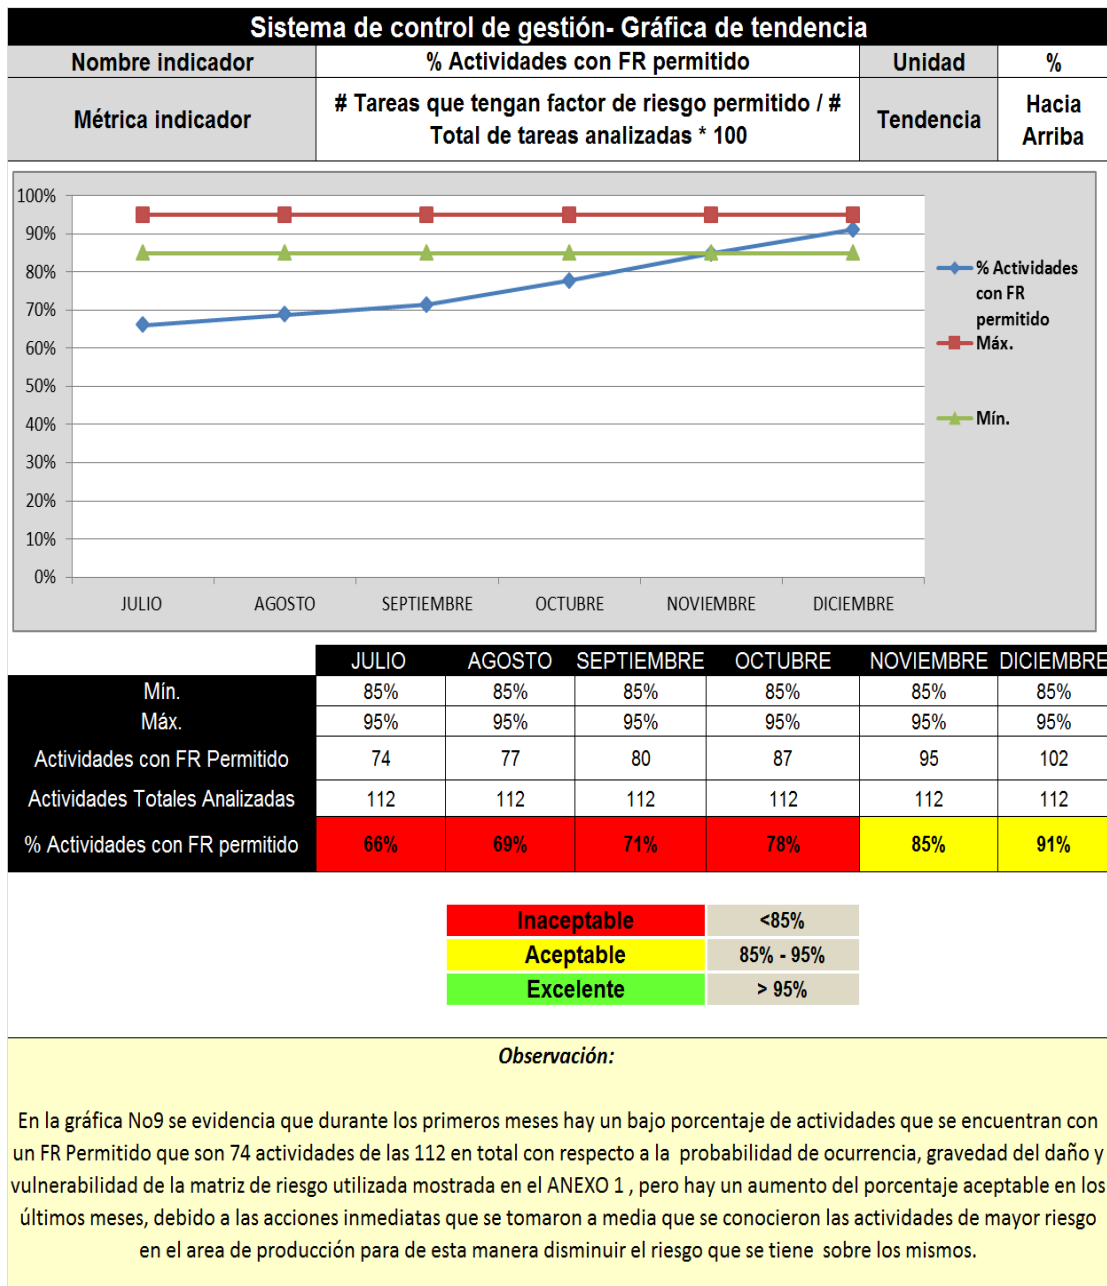 Sistema de control de gestión- Gráfica de tendencia
Nombre indicador % Actividades con FR permitido Unidad %
Métrica indicador # Tareas que tengan factor de riesgo permitido / # Total de tareas analizadas * 100 Tendencia Hacia Arriba
100%
90%
80%
70%
60%
50%
40%
30%
20%
10%
0%
JULIO AGOSTO SEPTIEMBRE OCTUBRE NOVIEMBRE DICIEMBRE
% Actividades
con FR
permitido
Máx.
Mín.
JULIO AGOSTO SEPTIEMBRE OCTUBRE NOVIEMBRE DICIEMBRE
Mín. 85% 85% 85% 85% 85% 85%
Máx. 95% 95% 95% 95% 95% 95%
Actividades con FR Permitido 74 77 80 87 95 102
Actividades Totales Analizadas 112 112 112 112 112 112
% Actividades con FR permitido 66% 69% 71% 78% 85% 91%
Inaceptable <85%
Aceptable 85% - 95%
Excelente > 95%
Observación:
En la gráfica No9 se evidencia que durante los primeros meses hay un bajo porcentaje de actividades que se encuentran con
un FR Permitido que son 74 actividades de las 112 en total con respecto a la probabilidad de ocurrencia, gravedad del daño y
vulnerabilidad de la matriz de riesgo utilizada mostrada en el ANEXO 1 , pero hay un aumento del porcentaje aceptable en los
últimos meses, debido a las acciones inmediatas que se tomaron a media que se conocieron las actividades de mayor riesgo
en el area de producción para de esta manera disminuir el riesgo que se tiene sobre los mismos.